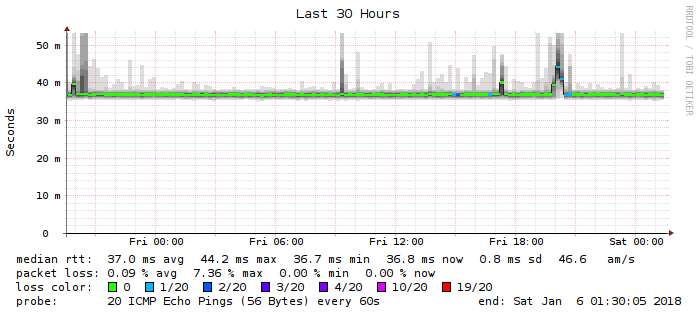 Last 30 Hours
RRDTOOL / TOBI OETIKER
Seconds
50 m
40 m
30 m
20 m
10 m
0
Fri 00:00 Fri 06:00 Fri 12:00 Fri 18:00 Sat 00:00
median rtt: 37.0 ms avg 44.2 ms max 36.7 ms min 36.8 ms now 0.8 ms sd 46.6 am/s
packet loss: 0.09 % avg 7.36 % max 0.00 % min 0.00 % now
loss color: 0 1/20 2/20 3/20 4/20 10/20 19/20
probe: 20 ICMP Echo Pings (56 Bytes) every 60s end: Sat Jan 6 01:30:05 2018